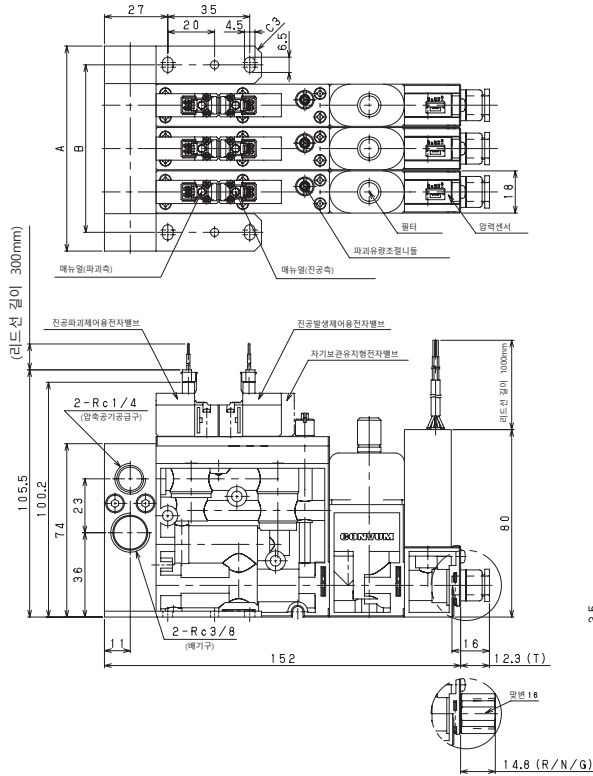 27
35
20
4.5
C3
6.5
A
B
18
필터
압력센서
파괴유량조절니들
매뉴얼(파괴측)
매뉴얼(진공측)
(리드선 길이 300mm)
진공파괴제어용전자밸브
진공발생제어용전자밸브
자기보관유지형전자밸브
리드선 길이 1000mm
2-Rc1/4
(압축공기공급구)
105.5
100.2
74
23
36
80
CONVUM
2-Rc3/8
(배기구)
11
16
152
12.3 (T)
맞변 16
14.8 (R/N/G)